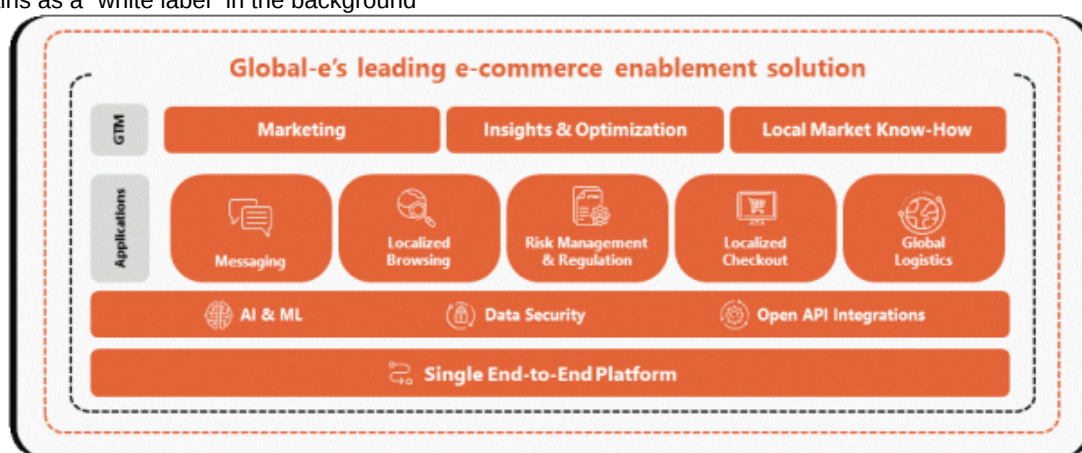 as a "white label" in the background
Global-e's leading e-commerce enablement solution
GTM
Marketing
Insights & Optimization
Local Market Know-How
Applications
Messaging
Localized
Browsing
Risk Management
& Regulation
Localized
Checkout
Global
Logistics
AI & ML
Data Security
Open API Integrations
Single End-to-End Platform